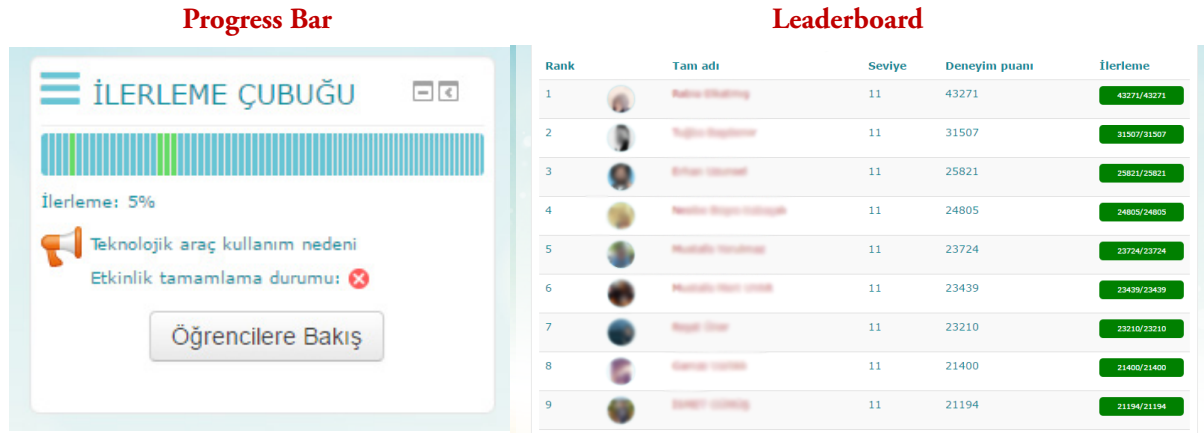 Progress Bar
İLERLEME ÇUBUĞU
İlerleme: 5%
Teknolojik araç kullanım nedeni
Etkinlik tamamlama durumu:
Öğrencilere Bakış
Leaderboard
Rank Tam adı Seviye Deneyim puanı İlerleme
1 11 43271 43271/43271
2 11 31507 31507/31507
3 11 25821 25821/25821
4 11 24805 24805/24805
5 11 23724 23724/23724
6 11 23439 23439/23439
7 11 23210 23210/23210
8 11 21400 21400/21400
9 11 21194 21194/21194